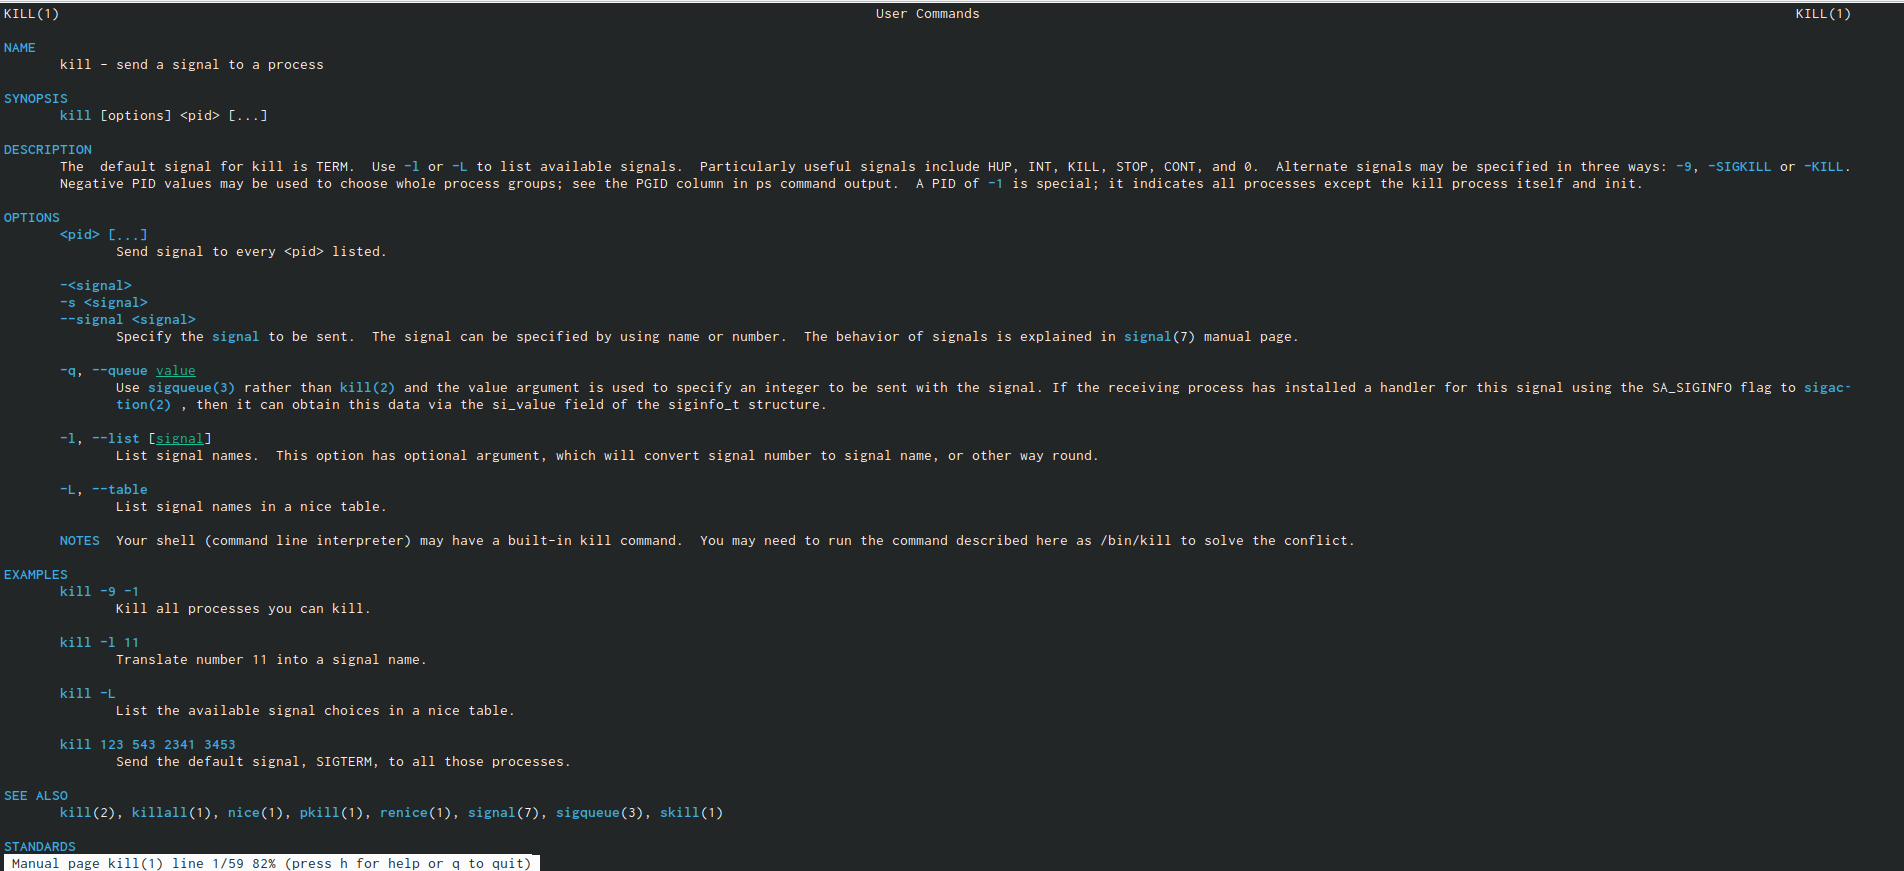 KILL(1) User Commands KILL(1)
NAME
kill - send a signal to a process
SYNOPSIS
kill [options] <pid> [...]
DESCRIPTION
The  default signal for kill is TERM.  Use -l or -L to list available signals.  Particularly useful signals include HUP, INT, KILL, STOP, CONT, and 0.  Alternate signals may be specified in three ways: -9, -SIGKILL or -KILL.
Negative PID values may be used to choose whole process groups; see the PGID column in ps command output.  A PID of -1 is special; it indicates all processes except the kill process itself and init.
OPTIONS
<pid> [...]
Send signal to every <pid> listed.
-<signal>
-s <signal>
--signal <signal>
Specify the signal to be sent.  The signal can be specified by using name or number.  The behavior of signals is explained in signal(7) manual page.
-q, --queue value
Use sigqueue(3) rather than kill(2) and the value argument is used to specify an integer to be sent with the signal. If the receiving process has installed a handler for this signal using the SA_SIGINFO flag to sigac-
tion(2) , then it can obtain this data via the si_value field of the siginfo_t structure.
-l, --list [signal]
List signal names.  This option has optional argument, which will convert signal number to signal name, or other way round.
-L, --table
List signal names in a nice table.
NOTES  Your shell (command line interpreter) may have a built-in kill command.  You may need to run the command described here as /bin/kill to solve the conflict.
EXAMPLES
kill -9 -1
Kill all processes you can kill.
kill -l 11
Translate number 11 into a signal name.
kill -L
List the available signal choices in a nice table.
kill 123 543 2341 3453
Send the default signal, SIGTERM, to all those processes.
SEE ALSO
kill(2), killall(1), nice(1), pkill(1), renice(1), signal(7), sigqueue(3), skill(1)
STANDARDS
Manual page kill(1) line 1/59 82% (press h for help or q to quit)